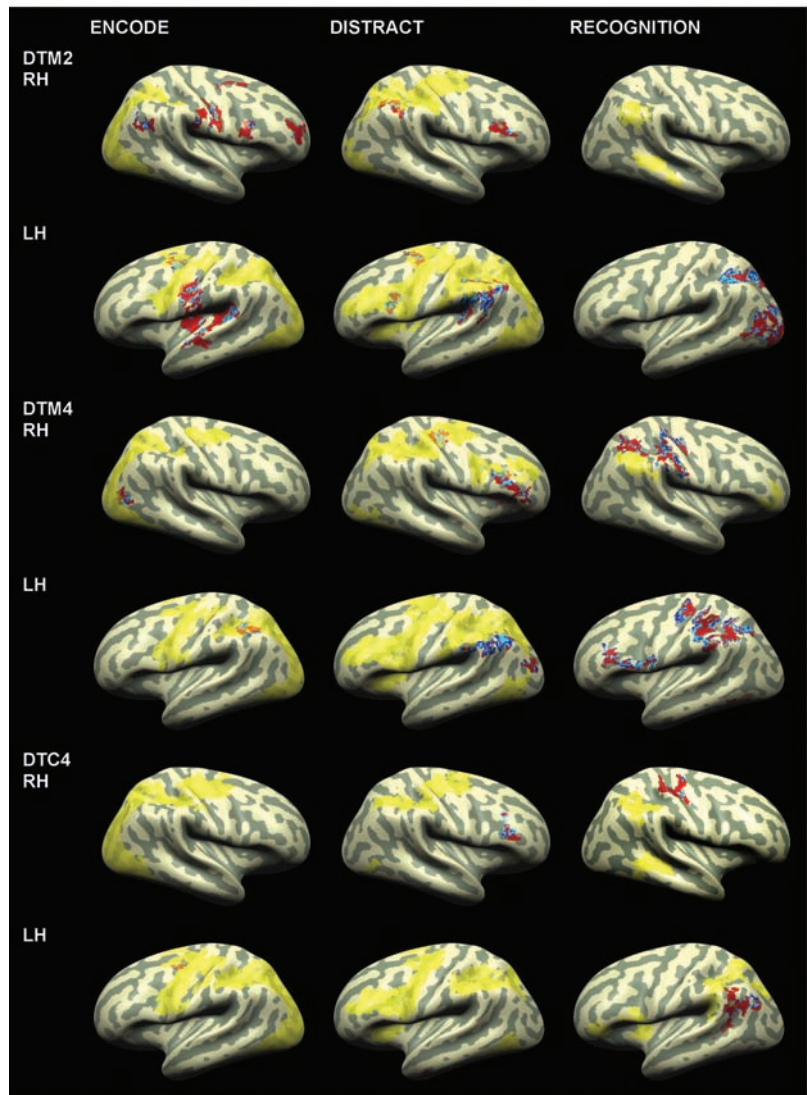 ENCODE DISTRACT RECOGNITION
DTM2
RH
LH
DTM4
RH
LH
DTC4
RH
LH